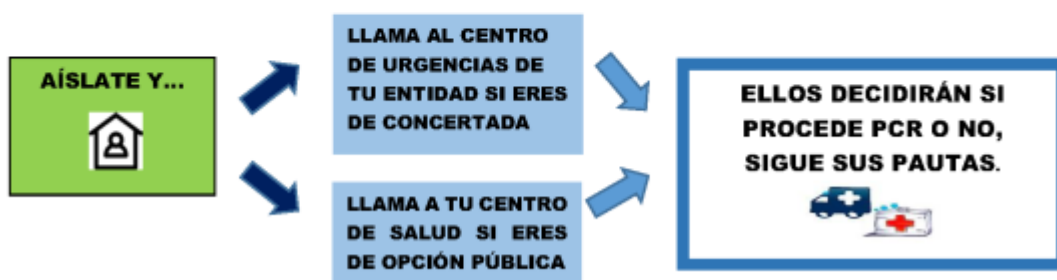 AÍSLATE Y...
LLAMA AL CENTRO
DE URGENCIAS DE
TU ENTIDAD SI ERES
DE CONCERTADA
LLAMA A TU CENTRO
DE SALUD SI ERES
DE OPCIÓN PÚBLICA
ELLOS DECIDIRÁN SI
PROCEDE PCR O NO,
SIGUE SUS PAUTAS.